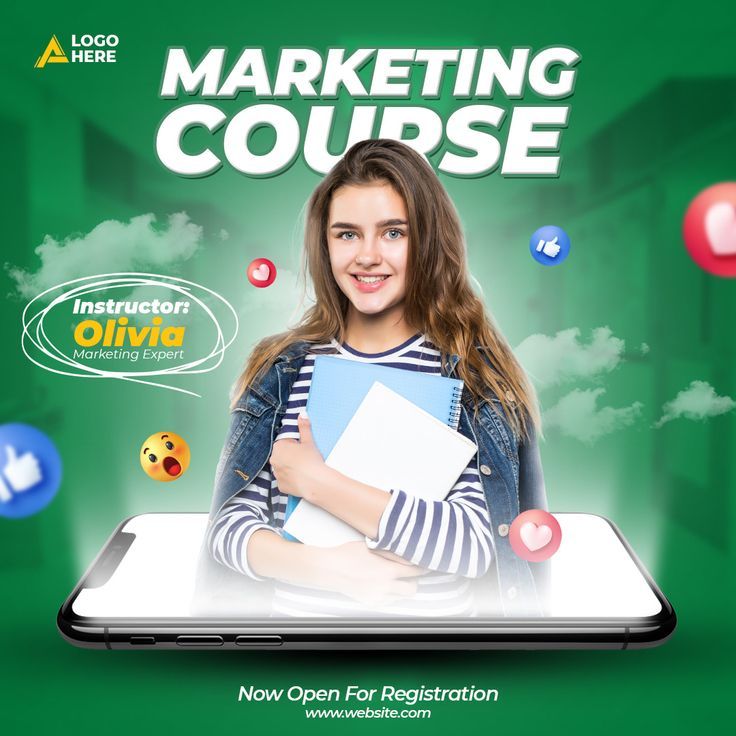 LOGO
HERE
MARKETING
COURSE
Instructor:
Olivia
Marketing Expert
Now Open For Registration
www.website.com